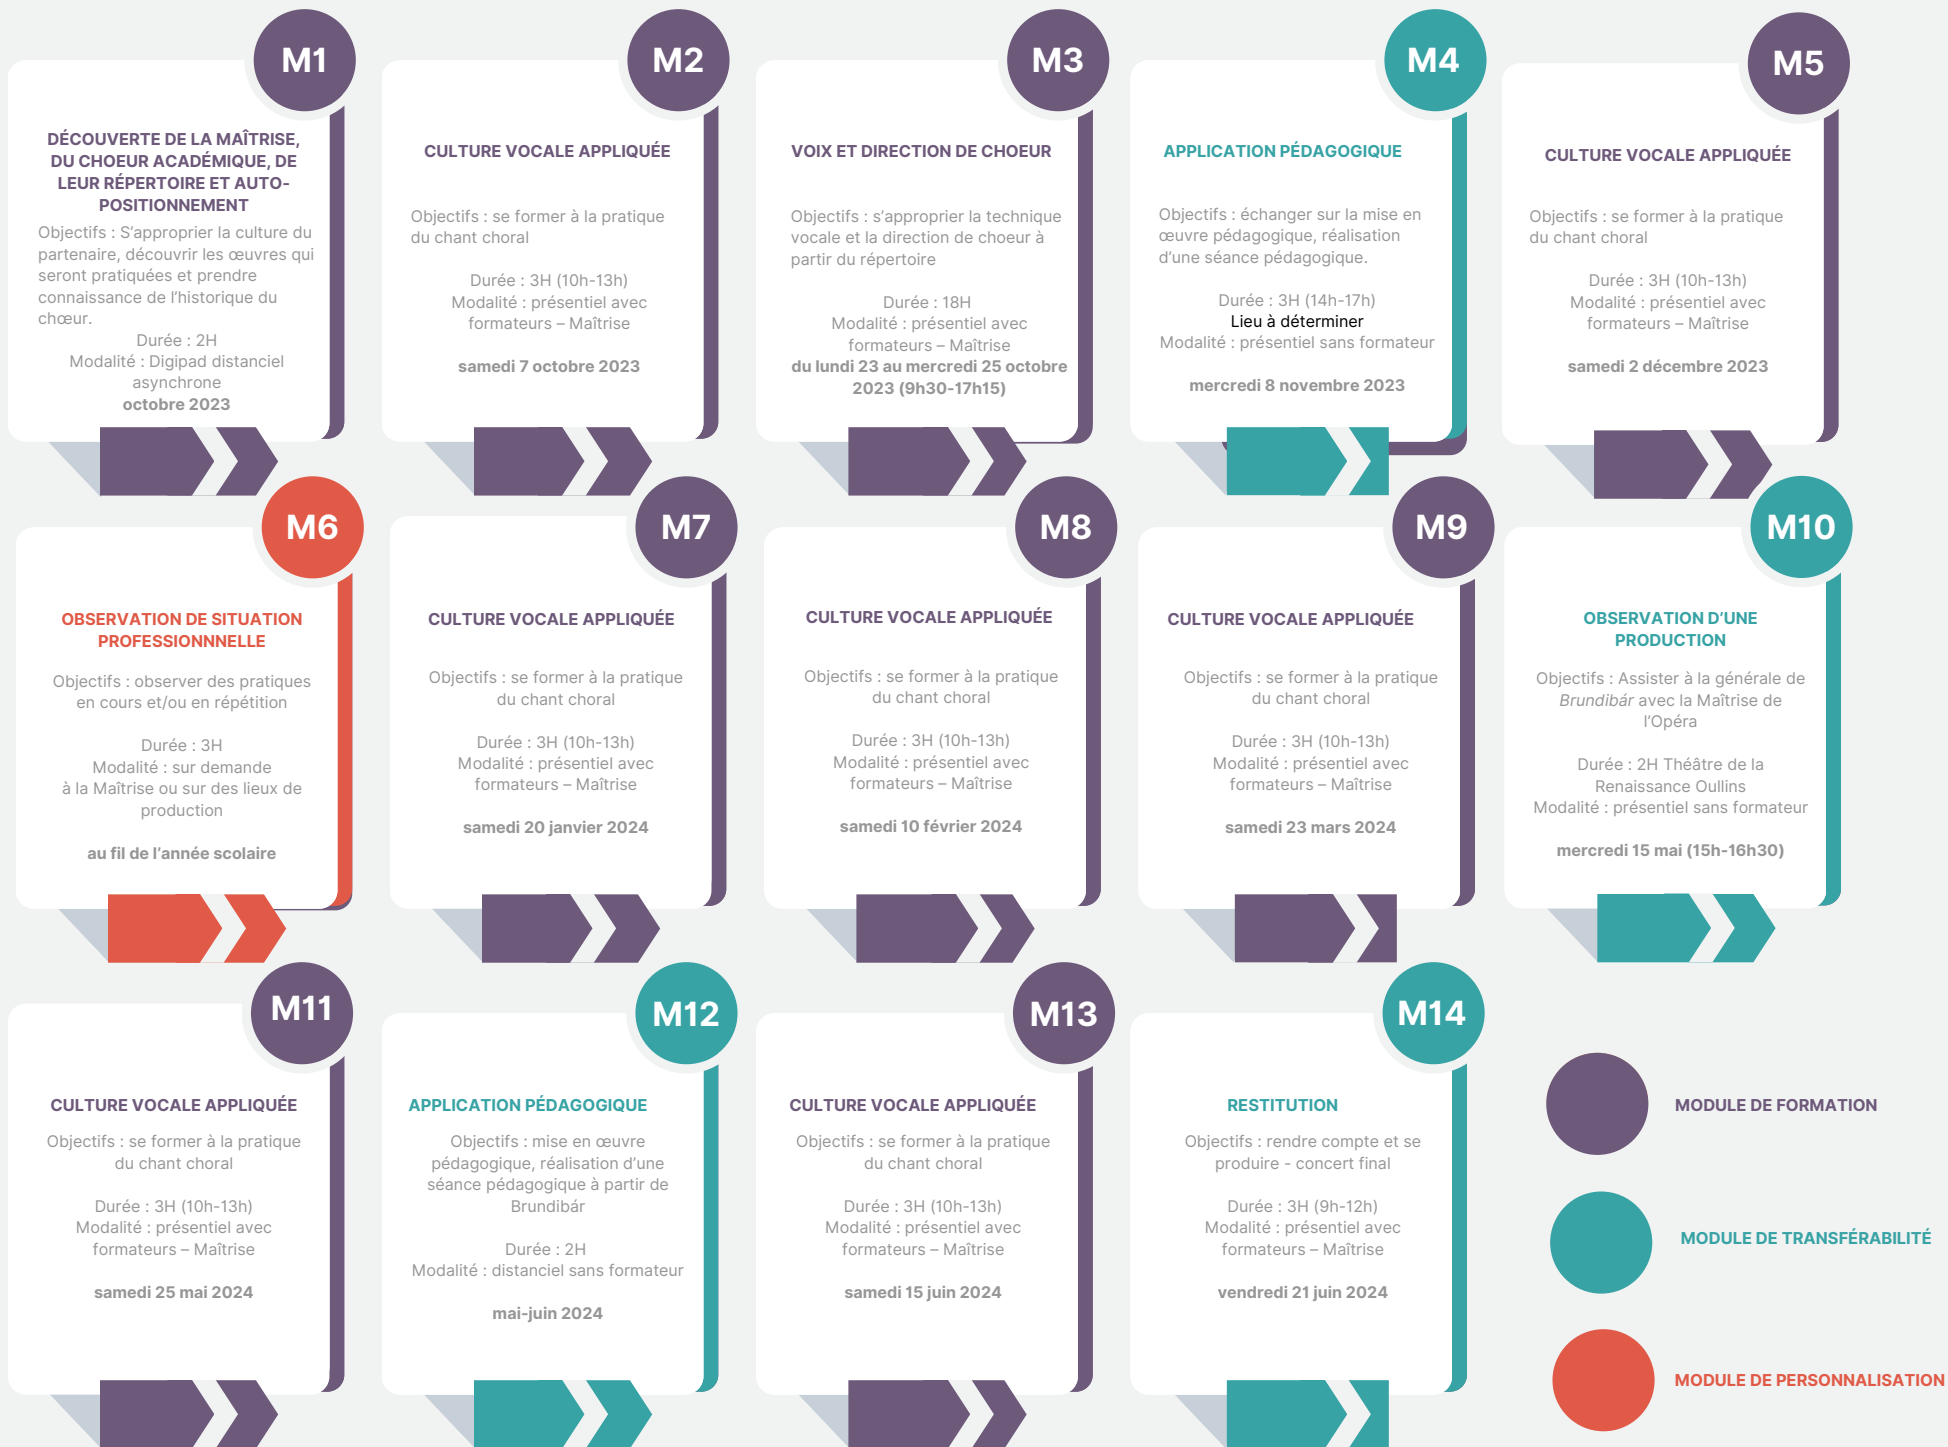 M1
DÉCOUVERTE DE LA MAÎTRISE,
DU CHOEUR ACADÉMIQUE, DE
LEUR RÉPERTOIRE ET AUTO-
POSITIONNEMENT
Objectifs : S'approprier la culture du
partenaire, découvrir les œuvres qui
seront pratiquées et prendre
connaissance de l'historique du
chœur.
Durée : 2H
Modalité : Digipad distanciel
asynchrone
octobre 2023
M2
CULTURE VOCALE APPLIQUÉE
Objectifs : se former à la pratique
du chant choral
Durée : 3H (10h-13h)
Modalité : présentiel avec
formateurs – Maîtrise
samedi 7 octobre 2023
M3
VOIX ET DIRECTION DE CHOEUR
Objectifs : s'approprier la technique
vocale et la direction de choeur à
partir du répertoire
Durée : 18H
Modalité : présentiel avec
formateurs – Maîtrise
du lundi 23 au mercredi 25 octobre
2023 (9h30-17h15)
M4
APPLICATION PÉDAGOGIQUE
Objectifs : échanger sur la mise en
œuvre pédagogique, réalisation
d'une séance pédagogique.
Durée : 3H (14h-17h)
Lieu à déterminer
Modalité : présentiel sans formateur
mercredi 8 novembre 2023
M5
CULTURE VOCALE APPLIQUÉE
Objectifs : se former à la pratique
du chant choral
Durée : 3H (10h-13h)
Modalité : présentiel avec
formateurs – Maîtrise
samedi 2 décembre 2023
M6
OBSERVATION DE SITUATION
PROFESSIONNNELLE
Objectifs : observer des pratiques
en cours et/ou en répétition
Durée : 3H
Modalité : sur demande
à la Maîtrise ou sur des lieux de
production
au fil de l'année scolaire
M7
CULTURE VOCALE APPLIQUÉE
Objectifs : se former à la pratique
du chant choral
Durée : 3H (10h-13h)
Modalité : présentiel avec
formateurs – Maîtrise
samedi 20 janvier 2024
M8
CULTURE VOCALE APPLIQUÉE
Objectifs : se former à la pratique
du chant choral
Durée : 3H (10h-13h)
Modalité : présentiel avec
formateurs – Maîtrise
samedi 10 février 2024
M9
CULTURE VOCALE APPLIQUÉE
Objectifs : se former à la pratique
du chant choral
Durée : 3H (10h-13h)
Modalité : présentiel avec
formateurs – Maîtrise
samedi 23 mars 2024
M10
OBSERVATION D'UNE
PRODUCTION
Objectifs : Assister à la générale de
Brundibár avec la Maîtrise de
l'Opéra
Durée : 2H Théâtre de la
Renaissance Oullins
Modalité : présentiel sans formateur
mercredi 15 mai (15h-16h30)
M11
CULTURE VOCALE APPLIQUÉE
Objectifs : se former à la pratique
du chant choral
Durée : 3H (10h-13h)
Modalité : présentiel avec
formateurs – Maîtrise
samedi 25 mai 2024
M12
APPLICATION PÉDAGOGIQUE
Objectifs : mise en œuvre
pédagogique, réalisation d'une
séance pédagogique à partir de
Brundibár
Durée : 2H
Modalité : distanciel sans formateur
mai-juin 2024
M13
CULTURE VOCALE APPLIQUÉE
Objectifs : se former à la pratique
du chant choral
Durée : 3H (10h-13h)
Modalité : présentiel avec
formateurs – Maîtrise
samedi 15 juin 2024
M14
RESTITUTION
Objectifs : rendre compte et se
produire - concert final
Durée : 3H (9h-12h)
Modalité : présentiel avec
formateurs – Maîtrise
vendredi 21 juin 2024
MODULE DE FORMATION
MODULE DE TRANSFÉRABILITÉ
MODULE DE PERSONNALISATION